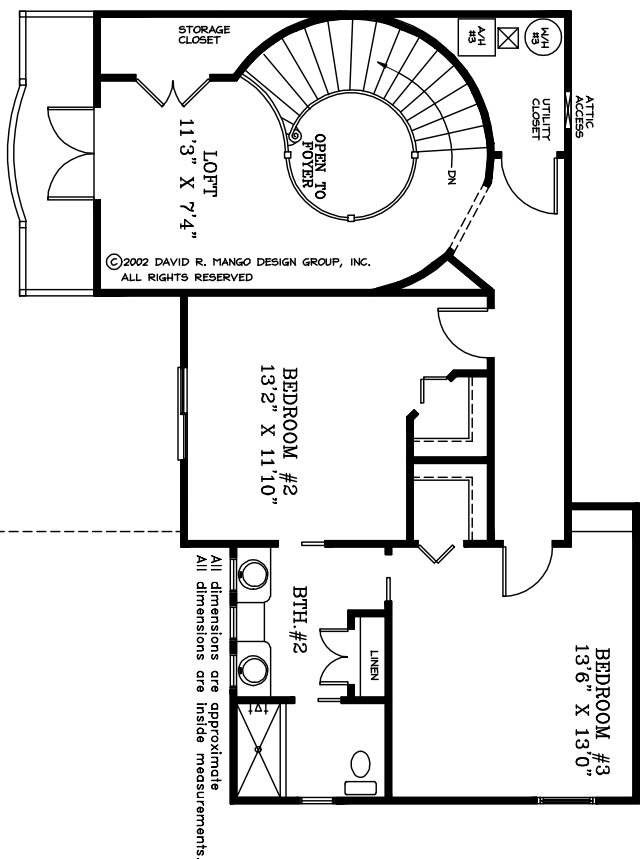 STORAGE
CLOSET
A/H
#3
W/H
#3
ATTIC
ACCESS
UTILITY
CLOSET
LOFT
11'3" X 7'4"
OPEN TO
FOYER
DN
©2002 DAVID R. MANGO DESIGN GROUP, INC.
ALL RIGHTS RESERVED
BEDROOM #2
13'2" X 11'10"
BTH.#2
LINEN
BEDROOM #3
13'6" X 13'0"
All dimensions are approximate
All dimensions are inside measurements.